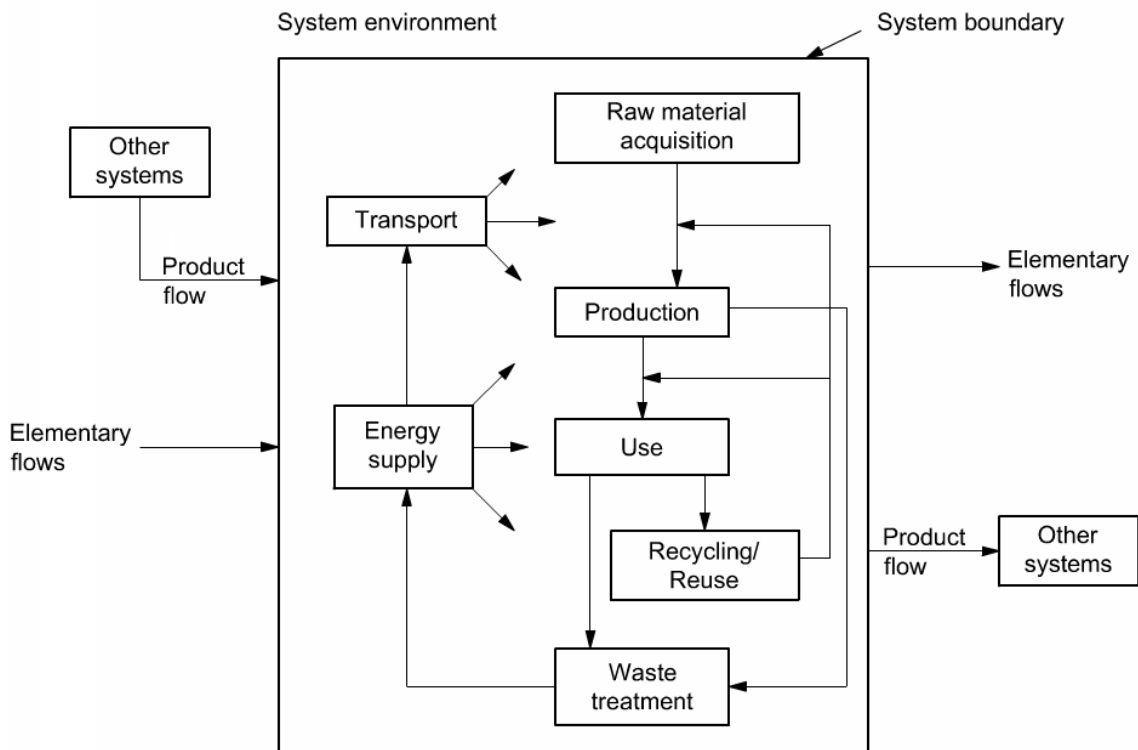 System environment
System boundary
Raw material
acquisition
Other
systems
Transport
Product
flow
Elementary
flows
Production
Energy
supply
Elementary
flows
Use
Recycling/
Reuse
Product
flow
Other
systems
Waste
treatment